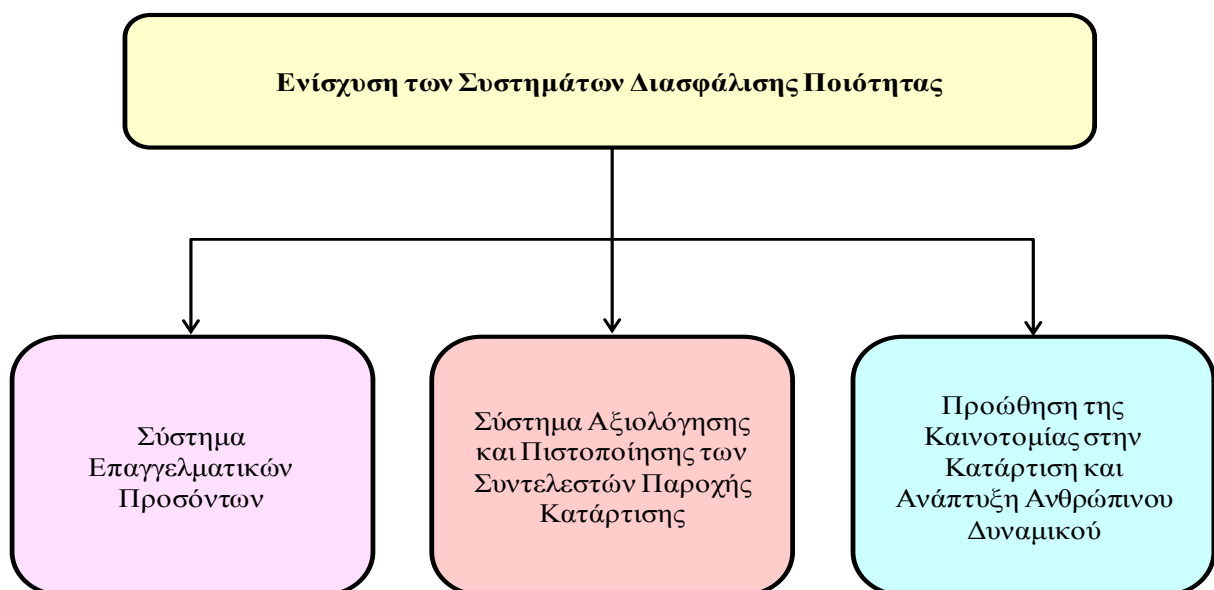 Ενίσχυση των Συστημάτων Διασφάλισης Ποιότητας
Σύστημα
Επαγγελματικών
Προσόντων
Σύστημα Αξιολόγησης
και Πιστοποίησης των
Συντελεστών Παροχής
Κατάρτισης
Προώθηση της
Καινοτομίας στην
Κατάρτιση και
Ανάπτυξη Ανθρώπινου
Δυναμικού